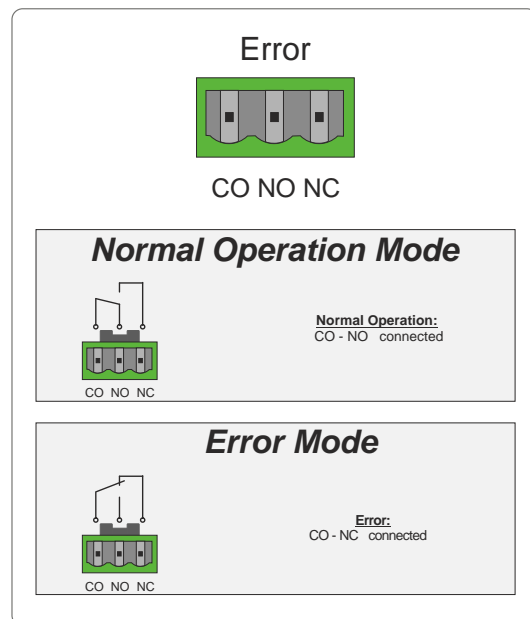 Error
CO NO NC
Normal Operation Mode
Normal Operation:
CO - NO connected
CO NO NC
Error Mode
Error:
CO - NC connected
CO NO NC